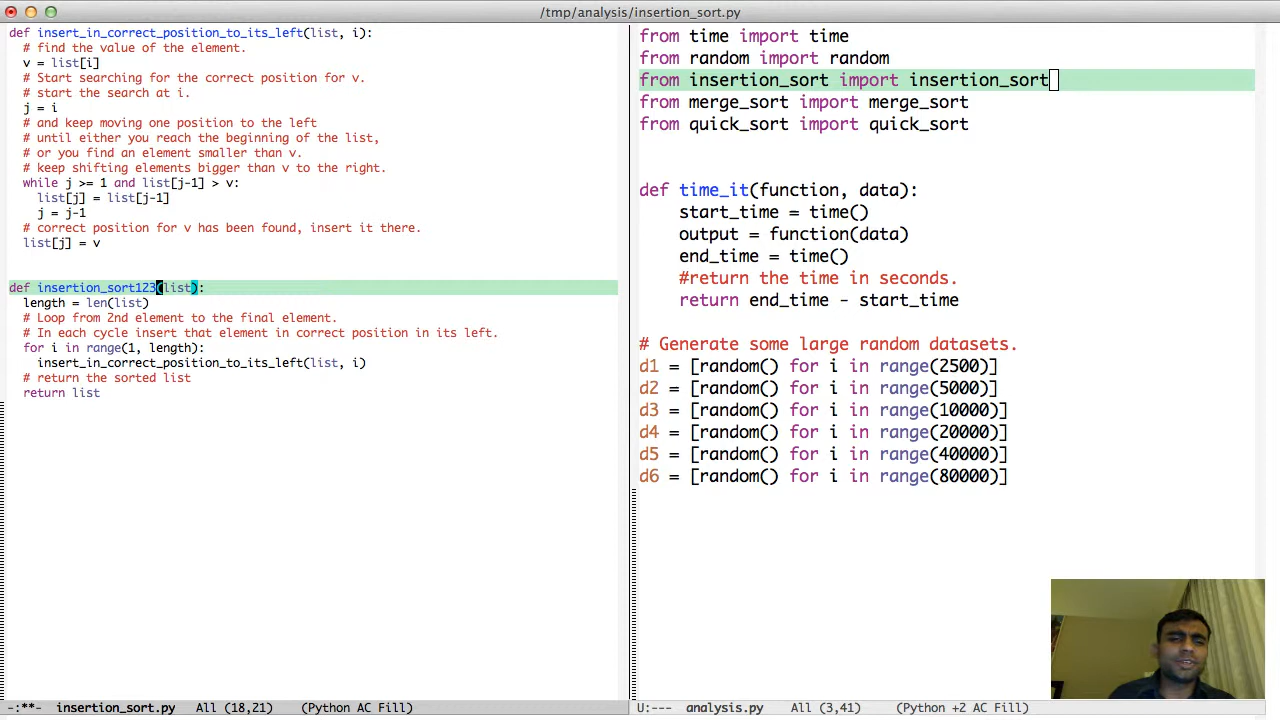 /tmp/analysis/insertion_sort.py
def insert_in_correct_position_to_its_left(list, i):
# find the value of the element.
v = list[i]
# Start searching for the correct position for v.
# start the search at i.
j = i
# and keep moving one position to the left
# until either you reach the beginning of the list,
# or you find an element smaller than v.
# keep shifting elements bigger than v to the right.
while j >= 1 and list[j-1] > v:
list[j] = list[j-1]
j = j-1
# correct position for v has been found, insert it there.
list[j] = v
def insertion_sort123(list):
length = len(list)
# Loop from 2nd element to the final element.
# In each cycle insert that element in correct position in its left.
for i in range(1, length):
insert_in_correct_position_to_its_left(list, i)
# return the sorted list
return list
-:**-  insertion_sort.py   All (18,21)    (Python AC Fill)
from time import time
from random import random
from insertion_sort import insertion_sort
from merge_sort import merge_sort
from quick_sort import quick_sort
def time_it(function, data):
start_time = time()
output = function(data)
end_time = time()
#return the time in seconds.
return end_time - start_time
# Generate some large random datasets.
d1 = [random() for i in range(2500)]
d2 = [random() for i in range(5000)]
d3 = [random() for i in range(10000)]
d4 = [random() for i in range(20000)]
d5 = [random() for i in range(40000)]
d6 = [random() for i in range(80000)]
U:---  analysis.py    All (3,41)     (Python +2 AC Fill)